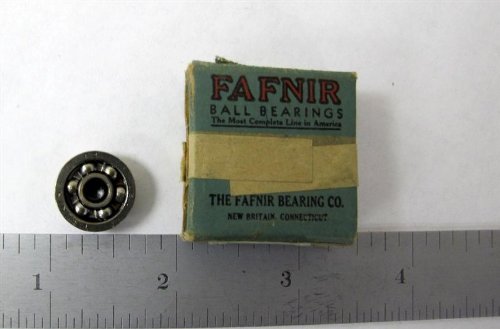 FAFNIR
BALL BEARINGS
The Most Complete Line in America
THE FAFNIR BEARING CO.
NEW BRITAIN, CONNECTICUT
1 2 3 4